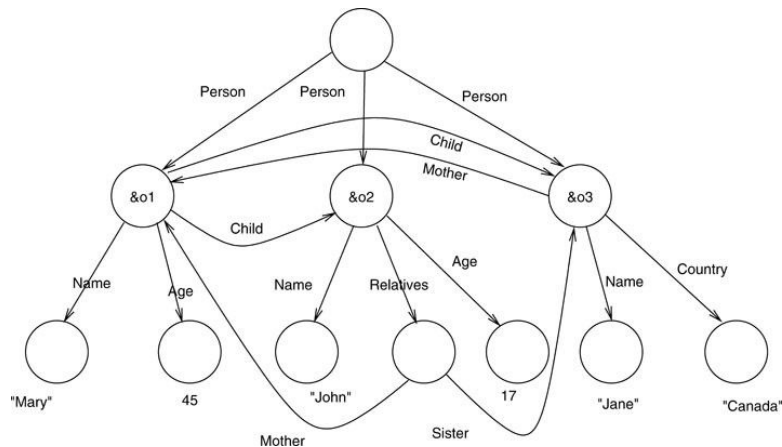 Person
Person
Person
Child
Mother
&o1
&o2
&o3
Child
Name
Age
Name
Relatives
Age
Name
Country
"Mary"
45
"John"
17
"Jane"
"Canada"
Mother
Sister